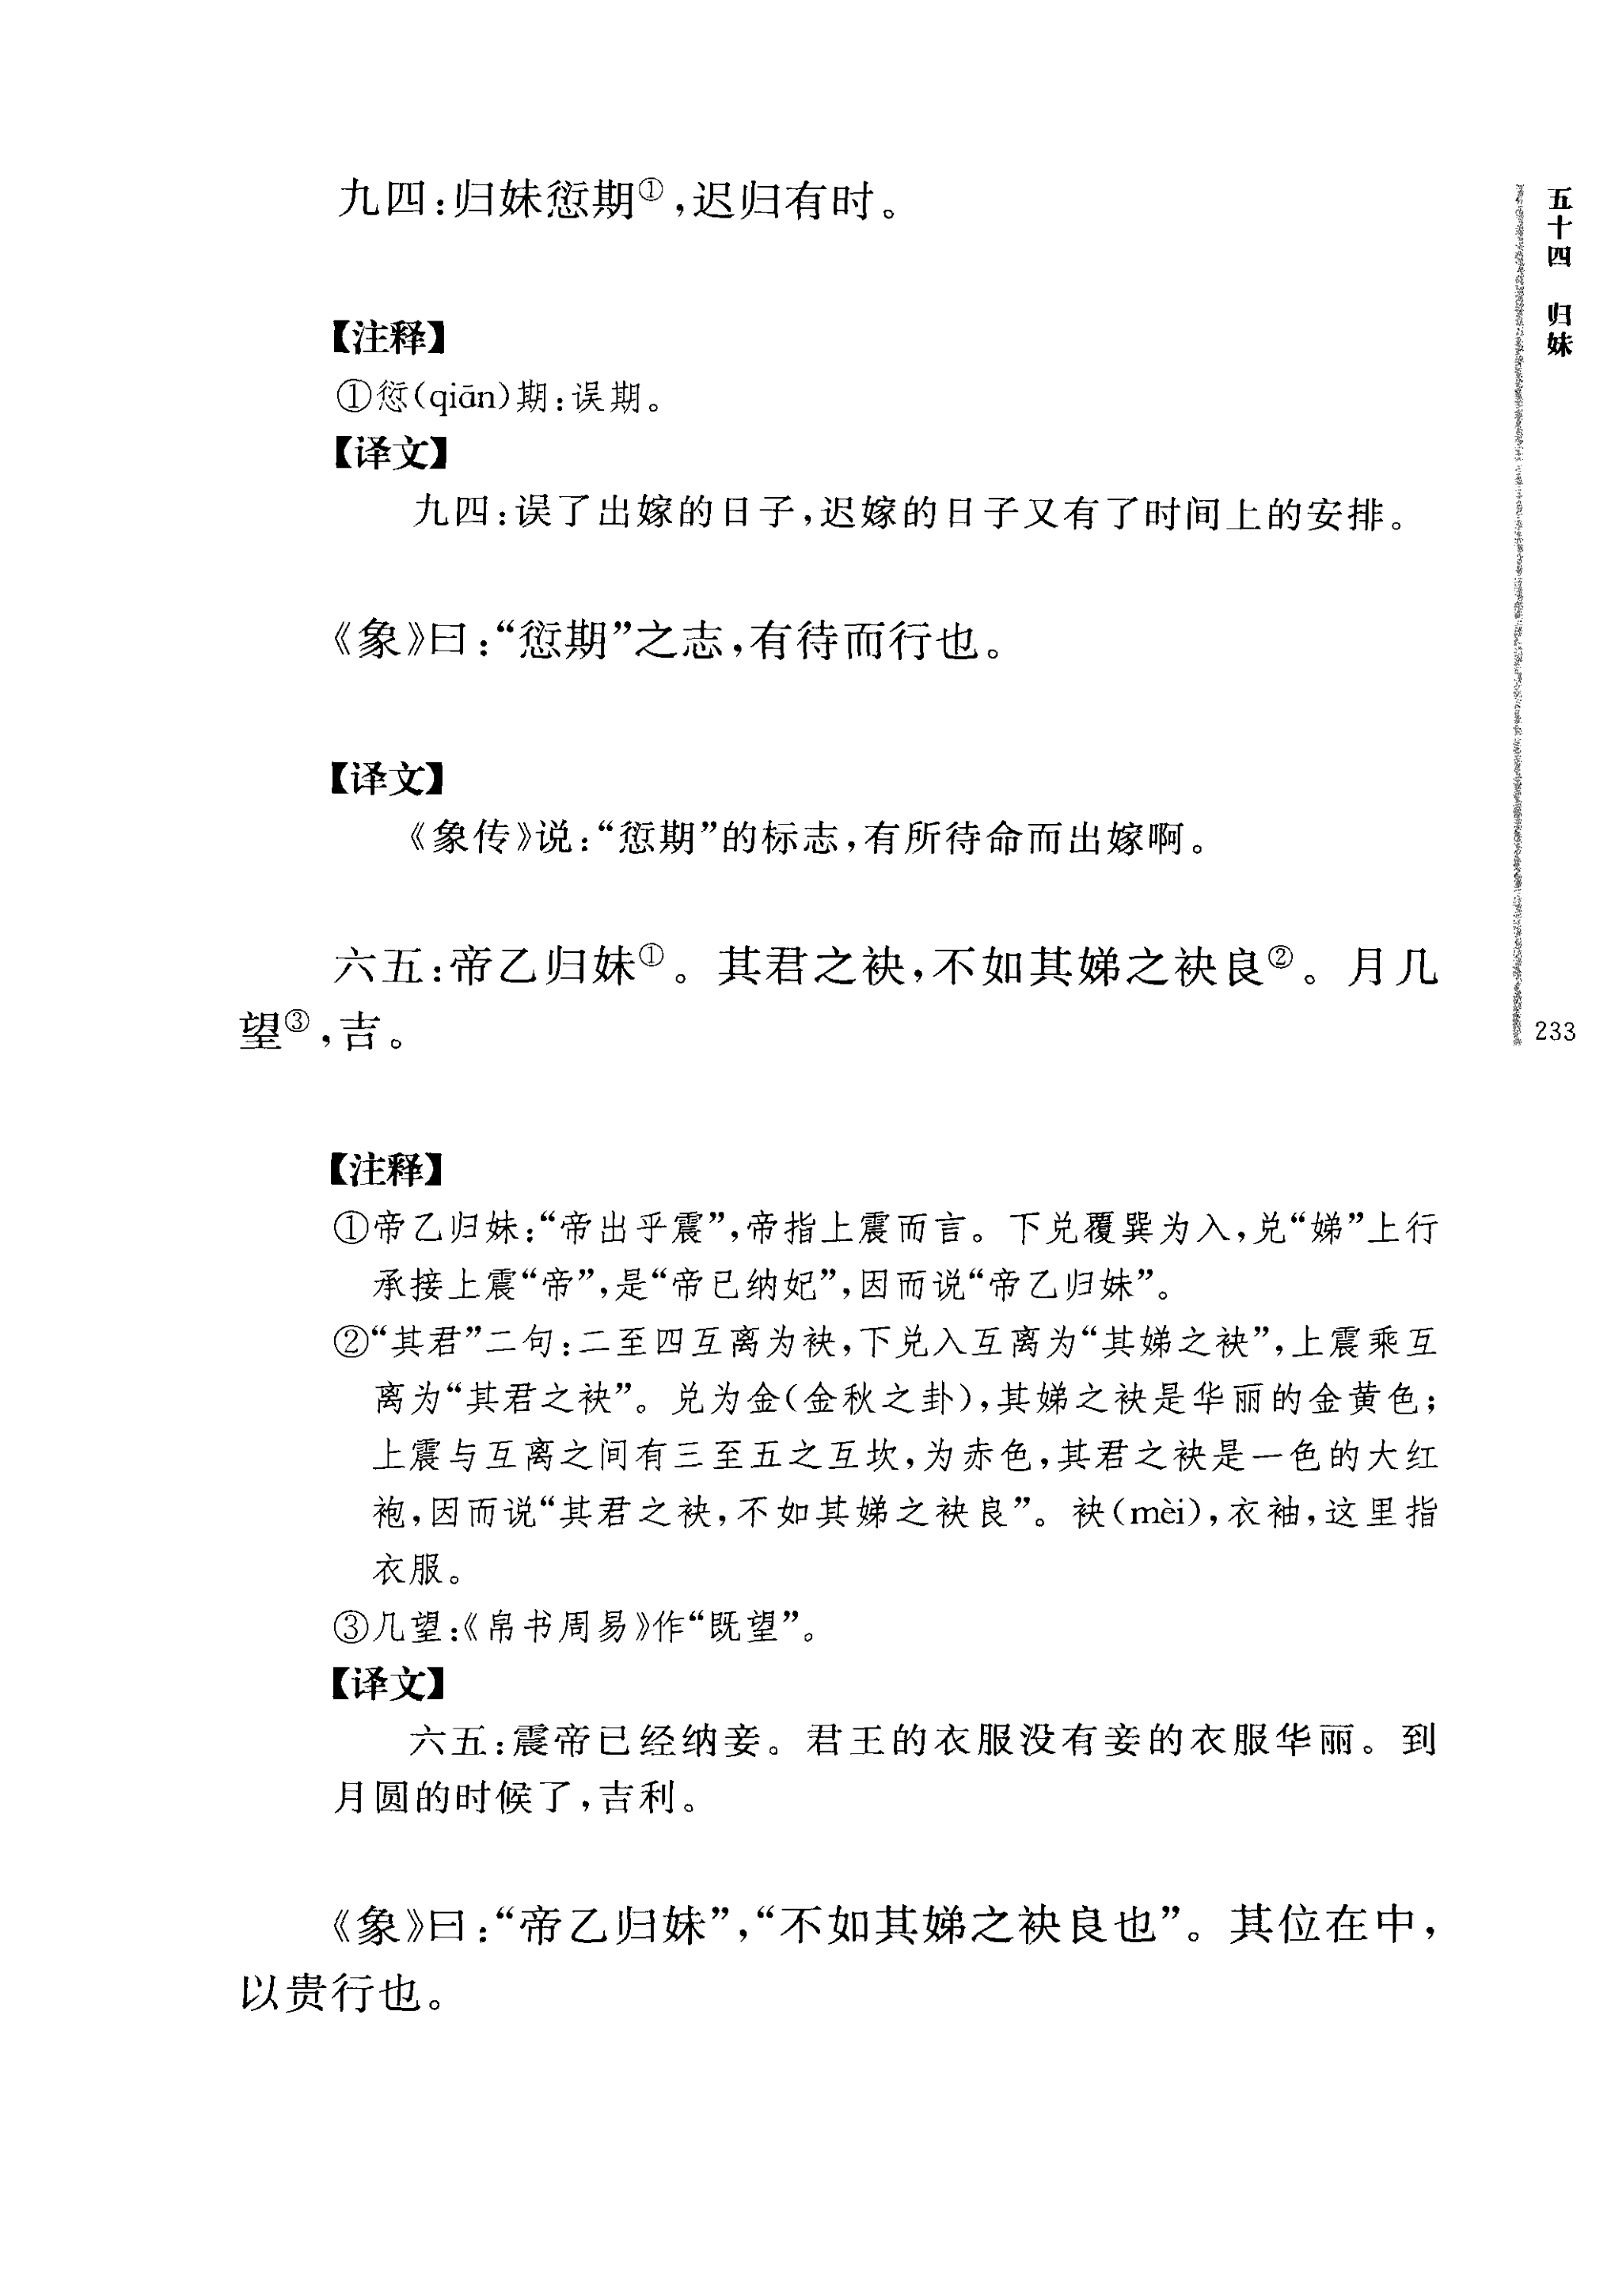 九四：归妹愆期①，迟归有时。
【注释】
①愆（qiān）期：误期。
【译文】
九四：误了出嫁的日子，迟嫁的日子又有了时间上的安排。
《象》曰：“愆期”之志，有待而行也。
【译文】
《象传》说：“愆期”的标志，有所待命而出嫁啊。
六五：帝乙归妹①。其君之袂，不如其娣之袂良②。月几
望③，吉。
【注释】
①帝乙归妹：“帝出乎震”，帝指上震而言。下兑覆巽为入，兑“娣”上行
承接上震“帝”，是“帝已纳妃”，因而说“帝乙归妹”。
②“其君”二句：二至四互离为袂，下兑入互离为“其娣之袂”，上震乘互
离为“其君之袂”。兑为金（金秋之卦），其娣之袂是华丽的金黄色；
上震与互离之间有三至五之互坎，为赤色，其君之袂是一色的大红
袍，因而说“其君之袂，不如其娣之袂良”。袂（mèi），衣袖，这里指
衣服。
③几望：《帛书周易》作“既望”。
【译文】
六五：震帝已经纳妾。君王的衣服没有妾的衣服华丽。到
月圆的时候了，吉利。
《象》曰：“帝乙归妹”，“不如其娣之袂良也”。其位在中，
以贵行也。
五十四 归妹
233